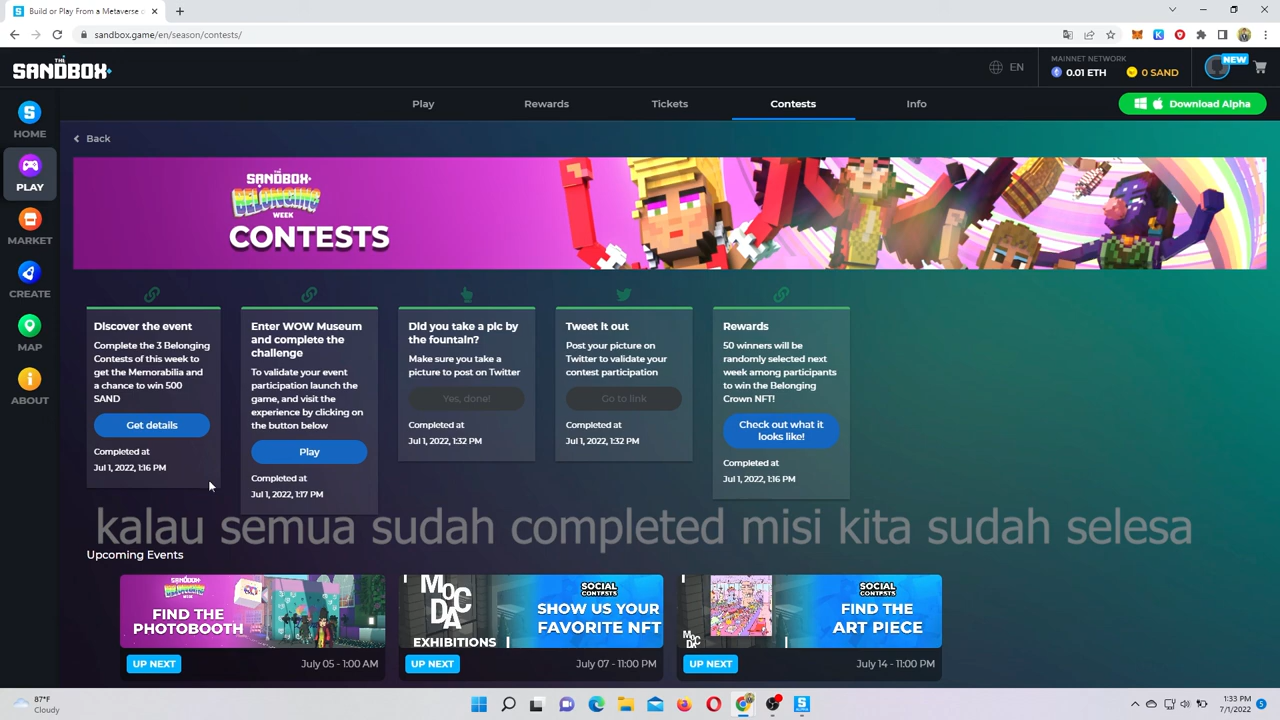 Build or Play From a Metaverse
sandbox.game/en/season/contests/
THE
SANDBOX
EN
MAINNET NETWORK
0.01 ETH
0 SAND
NEW
HOME
PLAY
MARKET
CREATE
MAP
ABOUT
Play
Rewards
Tickets
Contests
Info
Download Alpha
Back
THE
SANDBOX
BELONGING
WEEK
CONTESTS
Discover the event
Complete the 3 Belonging
Contests of this week to
get the Memorabilia and
a chance to win 500
SAND
Get details
Completed at
Jul 1, 2022, 1:16 PM
Enter WOW Museum
and complete the
challenge
To validate your event
participation launch the
game, and visit the
experience by clicking on
the button below
Play
Completed at
Jul 1, 2022, 1:17 PM
Did you take a pic by
the fountain?
Make sure you take a
picture to post on Twitter
Yes, done!
Completed at
Jul 1, 2022, 1:32 PM
Tweet it out
Post your picture on
Twitter to validate your
contest participation
Go to link
Completed at
Jul 1, 2022, 1:32 PM
Rewards
50 winners will be
randomly selected next
week among participants
to win the Belonging
Crown NFT!
Check out what it
looks like!
Completed at
Jul 1, 2022, 1:16 PM
kalau semua sudah completed misi kita sudah selesa
Upcoming Events
SANDBOX
BELONGING
WEEK
FIND THE
PHOTOBOOTH
UP NEXT
July 05 - 1:00 AM
MOCDA
EXHIBITIONS
SOCIAL
CONTESTS
SHOW US YOUR
FAVORITE NFT
UP NEXT
July 07 - 11:00 PM
MOC
DA
SOCIAL
CONTESTS
FIND THE
ART PIECE
UP NEXT
July 14 - 11:00 PM
87°F
Cloudy
1:33 PM
7/1/2022